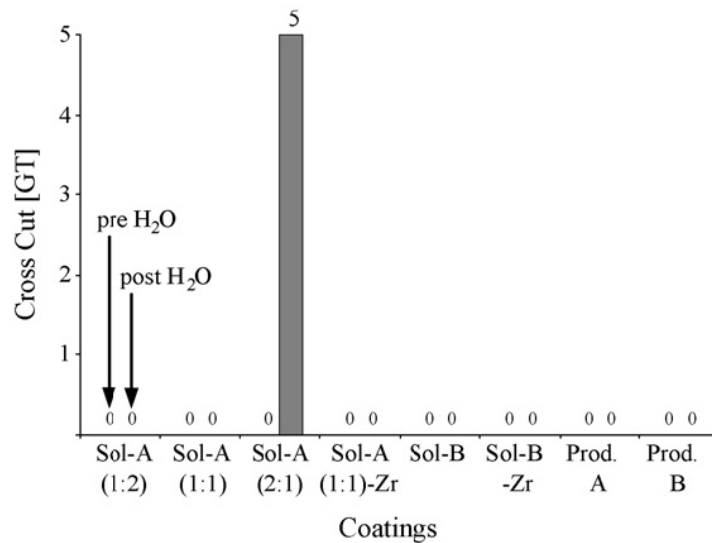 5
5
4
3
2
1
Cross Cut [GT]
pre H₂O
post H₂O
0 0 0 0 0 0 0 0 0 0 0 0 0 0 0
Sol-A Sol-A Sol-A Sol-A Sol-B Sol-B Prod. Prod.
(1:2) (1:1) (2:1) (1:1)-Zr -Zr A B
Coatings